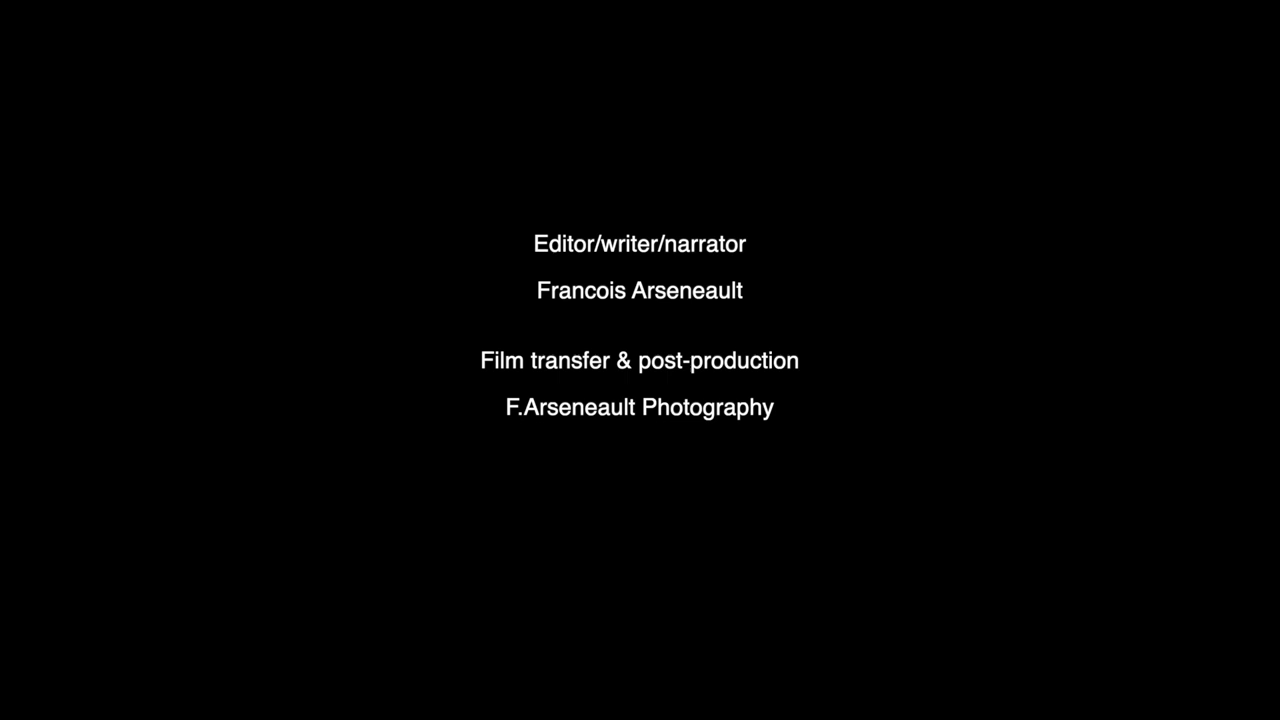 Editor/writer/narrator
Francois Arseneault
Film transfer & post-production
F.Arseneault Photography